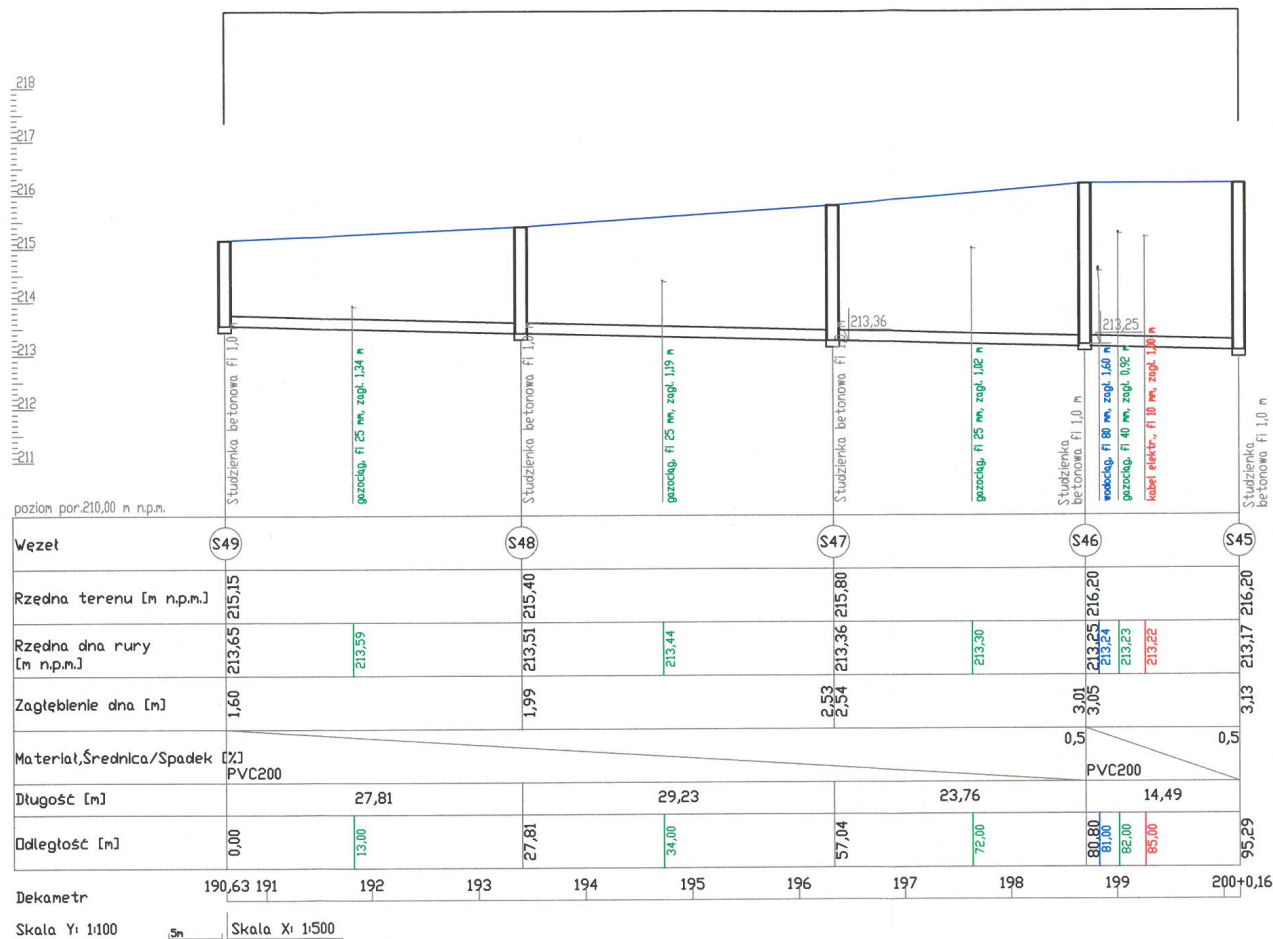 218
217
216
215
214
213
212
211
213,36
213,25
Studzienka betonowa fi 1,0 m
gazociąg, fi 25 mm, zagł. 1,34 m
Studzienka betonowa fi 1,0 m
gazociąg, fi 25 mm, zagł. 1,19 m
Studzienka betonowa fi 1,0 m
gazociąg, fi 25 mm, zagł. 1,02 m
Studzienka
betonowa fi 1,0 m
wodociąg, fi 80 mm, zagł. 1,60 m
gazociąg, fi 40 mm, zagł. 0,92 m
kabel elektr., fi 10 mm, zagł. 1,00 m
Studzienka
betonowa fi 1,0 m
poziom por.210,00 m n.p.m.
Węzeł S49 S48 S47 S46 S45
Rzędna terenu [m n.p.m.] 215,15 215,40 215,80 216,20 216,20
Rzędna dna rury
[m n.p.m.] 213,65 213,59 213,51 213,44 213,36 213,30 213,25 213,24 213,23 213,22 213,17
Zagłębienie dna [m] 1,60 1,99 2,53 2,54 3,01 3,05 3,13
0,5 0,5
Materiał,Średnica/Spadek [%]
PVC200 PVC200
Długość [m] 27,81 29,23 23,76 14,49
Odległość [m] 0,00 13,00 27,81 34,00 57,04 72,00 80,80 81,00 82,00 85,00 95,29
Dekametr 190,63 191 192 193 194 195 196 197 198 199 200+0,16
Skala Y: 1:100 5m Skala X: 1:500